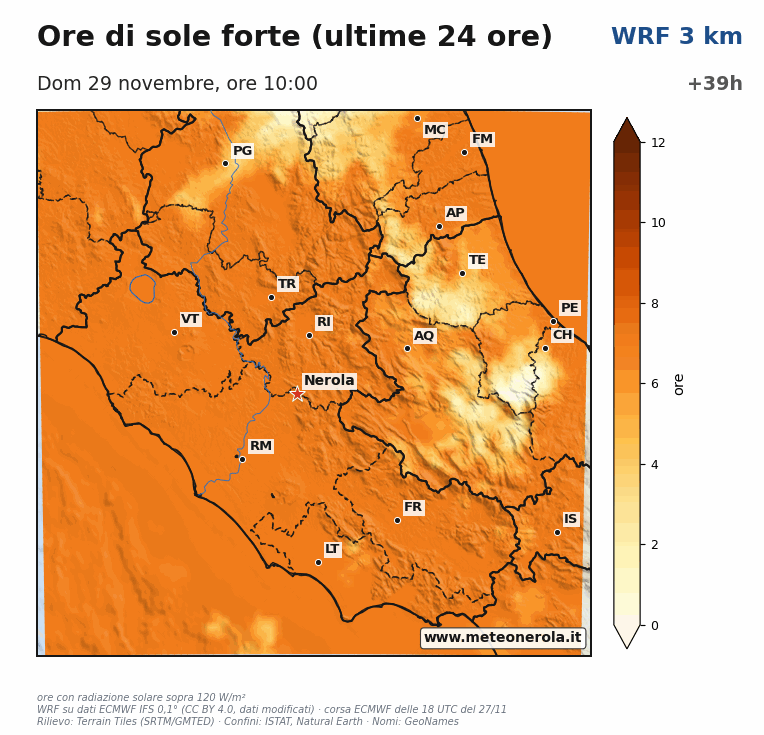 Ore di sole forte (ultime 24 ore)
WRF 3 km
Dom 29 novembre, ore 10:00
+39h
MC
FM
PG
AP
TE
TR
PE
VT
RI
AQ
CH
Nerola
RM
FR
IS
LT
www.meteonerola.it
12
10
8
6
4
2
0
ore
ore con radiazione solare sopra 120 W/m²
WRF su dati ECMWF IFS 0,1° (CC BY 4.0, dati modificati) · corsa ECMWF delle 18 UTC del 27/11
Rilievo: Terrain Tiles (SRTM/GMTED) · Confini: ISTAT, Natural Earth · Nomi: GeoNames